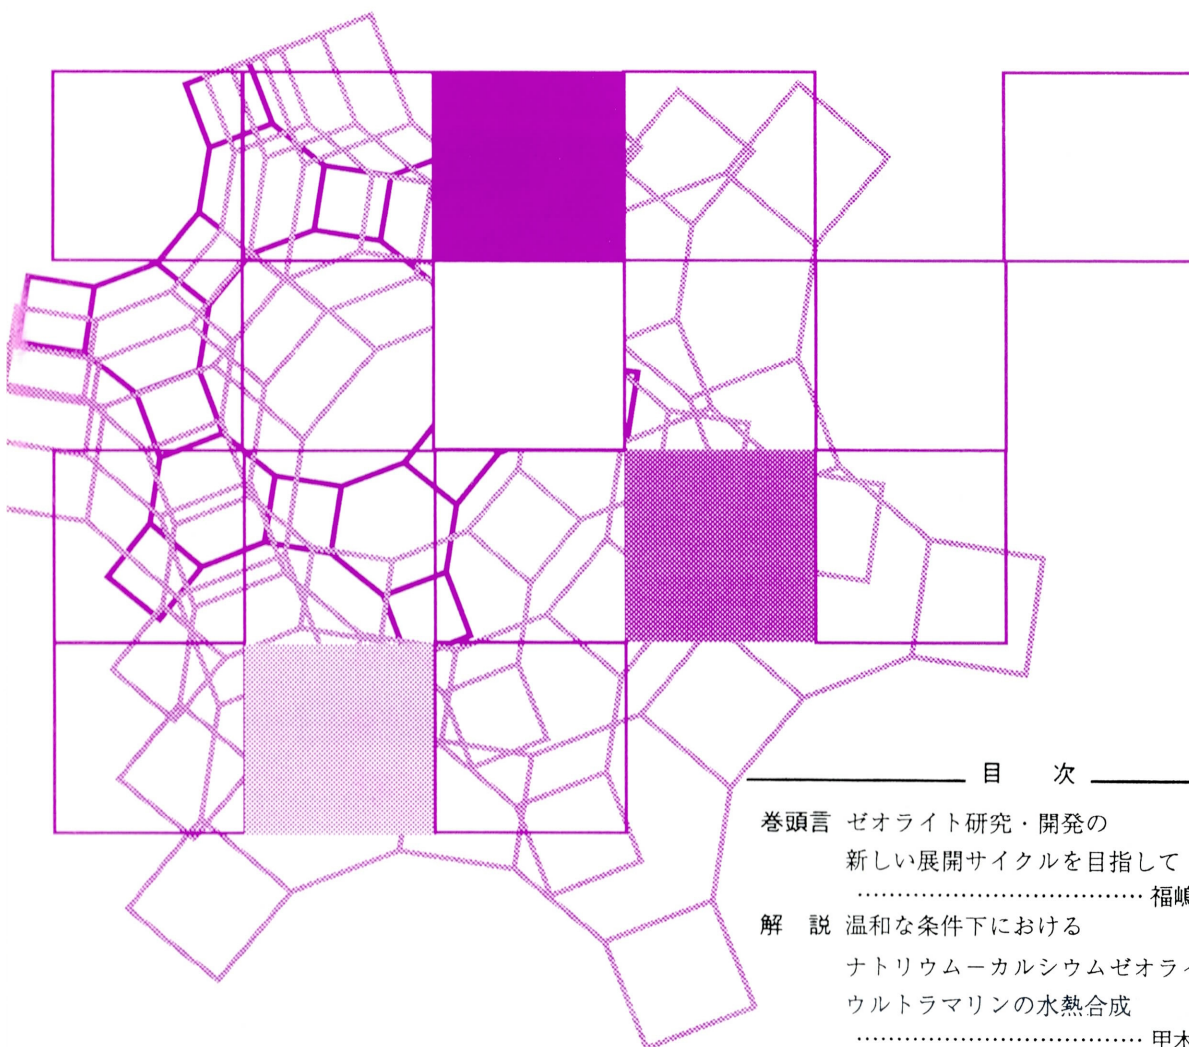 目 次
巻頭言 ゼオライト研究・開発の
新しい展開サイクルを目指して
……………………………… 福嶋
解 説 温和な条件下における
ナトリウム－カルシウムゼオライ
ウルトラマリンの水熱合成
……………………………… 甲木